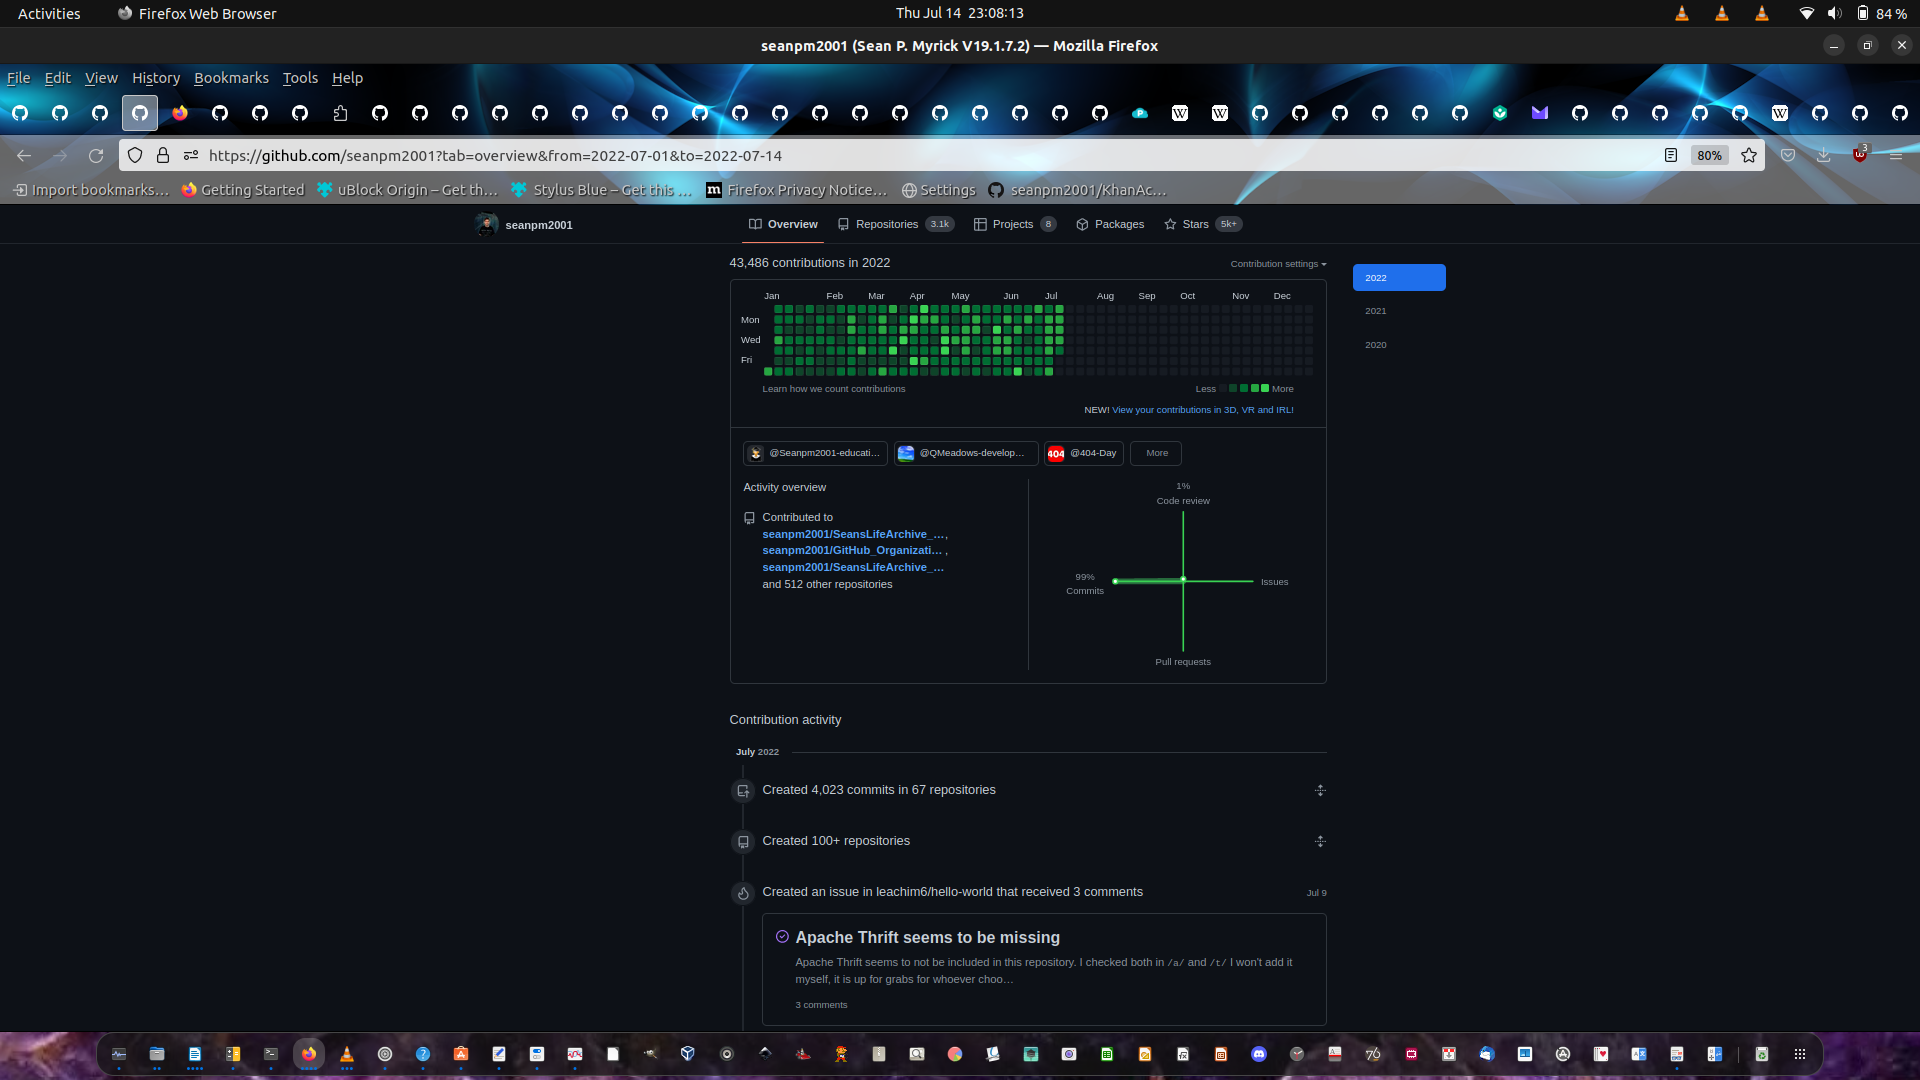 Activities
Firefox Web Browser
Thu Jul 14 23:08:13
84 %
seanpm2001 (Sean P. Myrick V19.1.7.2) — Mozilla Firefox
File Edit View History Bookmarks Tools Help
https://github.com/seanpm2001?tab=overview&from=2022-07-01&to=2022-07-14
80%
3
Import bookmarks…
Getting Started
uBlock Origin – Get th…
Stylus Blue – Get this …
Firefox Privacy Notice…
Settings
seanpm2001/KhanAc…
seanpm2001
Overview
Repositories 3.1k
Projects 8
Packages
Stars 5k+
43,486 contributions in 2022
Contribution settings
2022
2021
2020
Jan Feb Mar Apr May Jun Jul Aug Sep Oct Nov Dec
Mon
Wed
Fri
Learn how we count contributions
Less More
NEW! View your contributions in 3D, VR and IRL!
@Seanpm2001-educati…
@QMeadows-develop…
404 @404-Day
More
Activity overview
Contributed to
seanpm2001/SeansLifeArchive_…,
seanpm2001/GitHub_Organizati… ,
seanpm2001/SeansLifeArchive_…
and 512 other repositories
1%
Code review
99%
Commits
Issues
Pull requests
Contribution activity
July 2022
Created 4,023 commits in 67 repositories
Created 100+ repositories
Created an issue in leachim6/hello-world that received 3 comments
Jul 9
Apache Thrift seems to be missing
Apache Thrift seems to not be included in this repository. I checked both in /a/ and /t/ I won't add it
myself, it is up for grabs for whoever choo…
3 comments